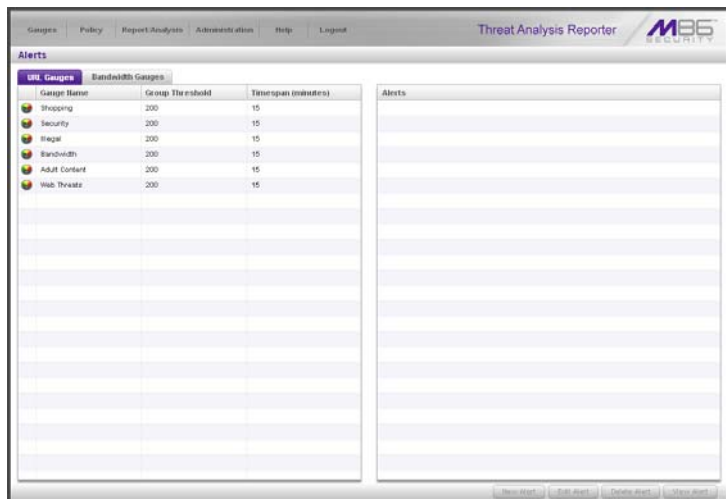 Gauges Policy Report/Analysis Administration Help Logout
Threat Analysis Reporter
M86 SECURITY
Alerts
URL Gauges Bandwidth Gauges
Gauge Name Group Threshold Timespan (minutes)
Shopping 200 15
Security 200 15
Illegal 200 15
Bandwidth 200 15
Adult Content 200 15
Web Threats 200 15
Alerts
New Alert Edit Alert Delete Alert View Alert